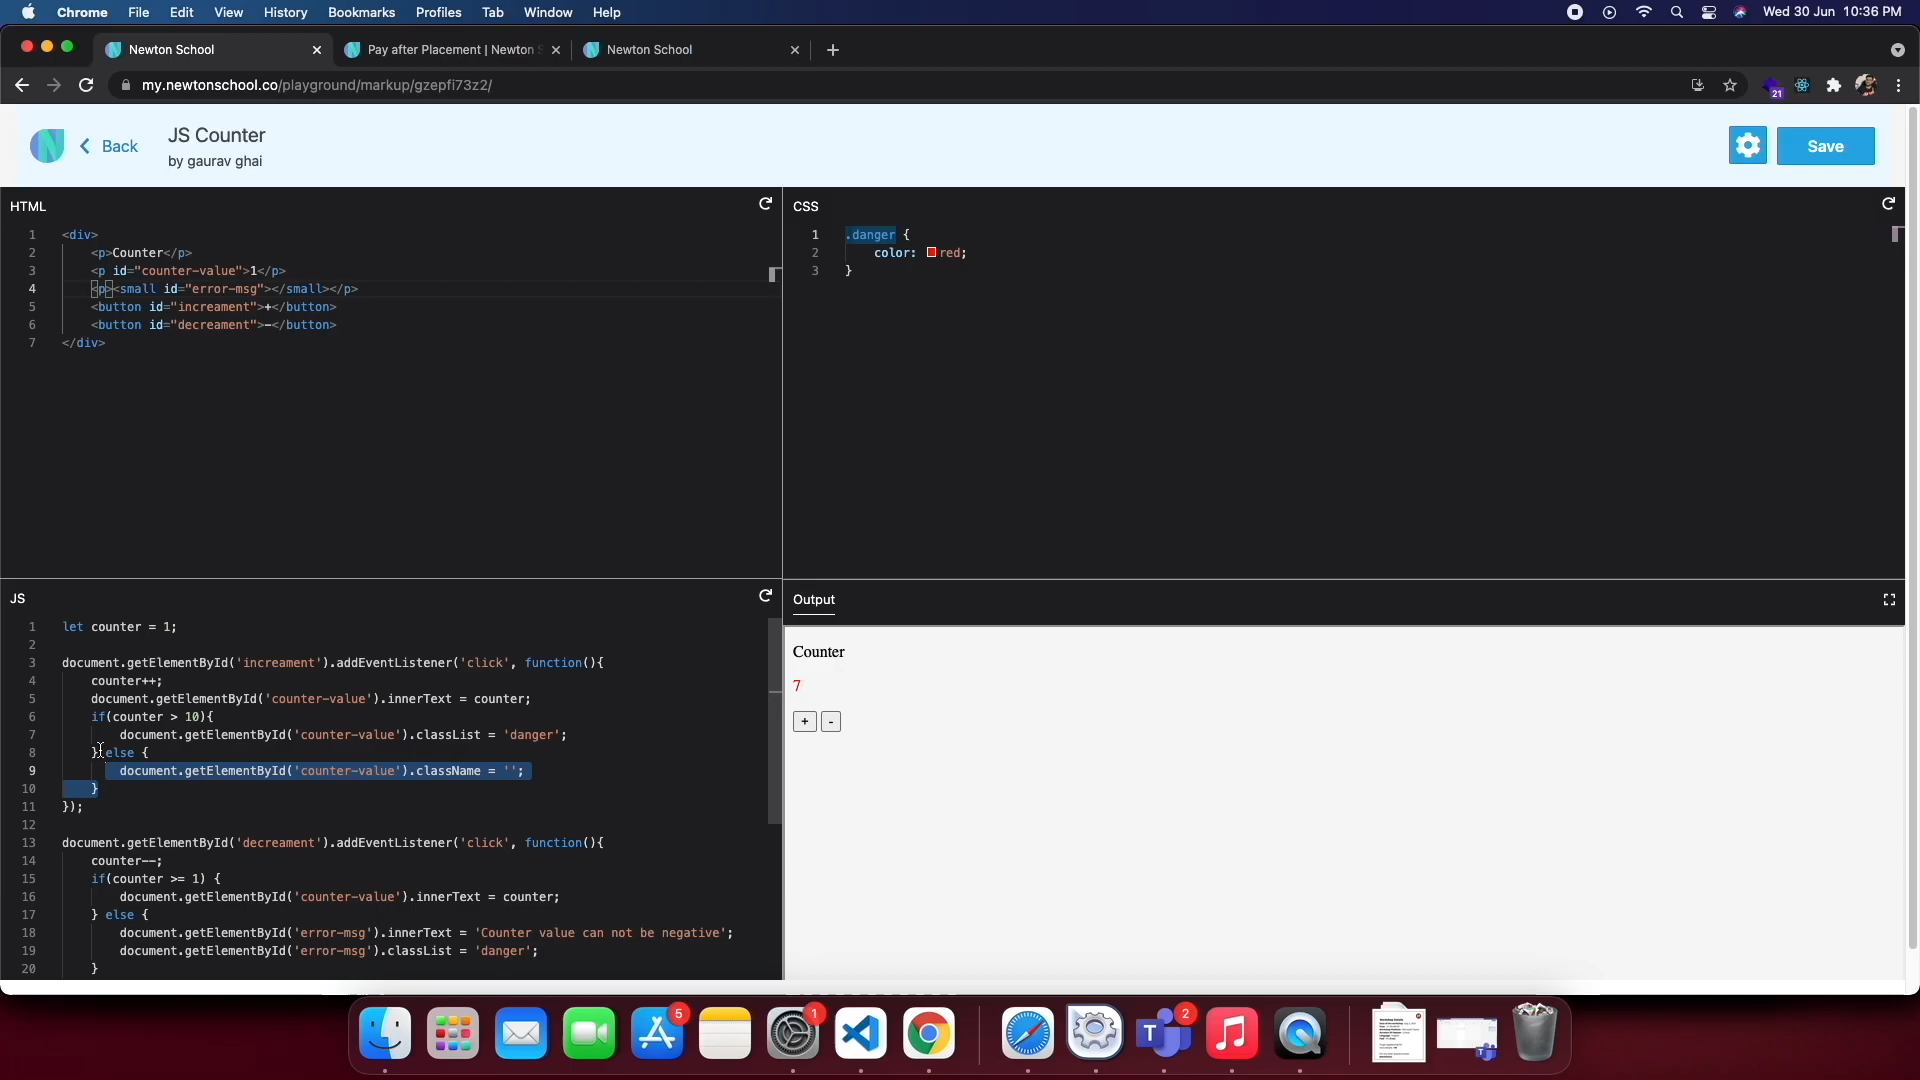 Chrome File Edit View History Bookmarks Profiles Tab Window Help
Wed 30 Jun 10:36 PM
Newton School
Pay after Placement | Newton S
Newton School
my.newtonschool.co/playground/markup/gzepfi73z2/
21
Back
JS Counter
by gaurav ghai
Save
HTML
1 <div>
2 <p>Counter</p>
3 <p id="counter-value">1</p>
4 <p><small id="error-msg"></small></p>
5 <button id="increament">+</button>
6 <button id="decreament">-</button>
7 </div>
CSS
1 .danger {
2 color: red;
3 }
JS
1 let counter = 1;
2
3 document.getElementById('increament').addEventListener('click', function(){
4 counter++;
5 document.getElementById('counter-value').innerText = counter;
6 if(counter > 10){
7 document.getElementById('counter-value').classList = 'danger';
8 } else {
9 document.getElementById('counter-value').className = '';
10 }
11 });
12
13 document.getElementById('decreament').addEventListener('click', function(){
14 counter--;
15 if(counter >= 1) {
16 document.getElementById('counter-value').innerText = counter;
17 } else {
18 document.getElementById('error-msg').innerText = 'Counter value can not be negative';
19 document.getElementById('error-msg').classList = 'danger';
20 }
Output
Counter
7
+ -
5
1
2